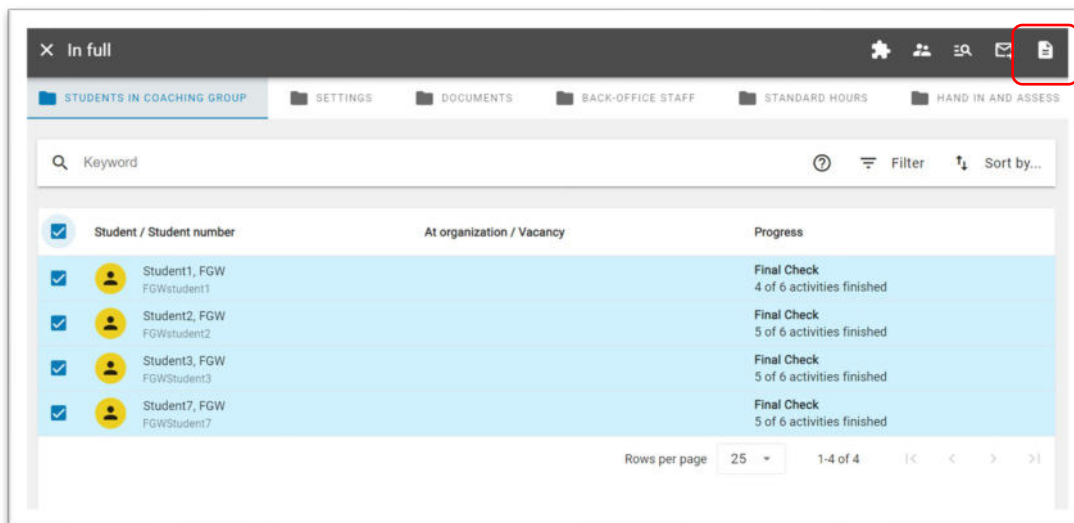 In full
STUDENTS IN COACHING GROUP SETTINGS DOCUMENTS BACK-OFFICE STAFF STANDARD HOURS HAND IN AND ASSESS
Keyword Filter Sort by...
Student / Student number At organization / Vacancy Progress
Student1, FGW Final Check
FGWstudent1 4 of 6 activities finished
Student2, FGW Final Check
FGWstudent2 5 of 6 activities finished
Student3, FGW Final Check
FGWStudent3 5 of 6 activities finished
Student7, FGW Final Check
FGWStudent7 5 of 6 activities finished
Rows per page 25 1-4 of 4